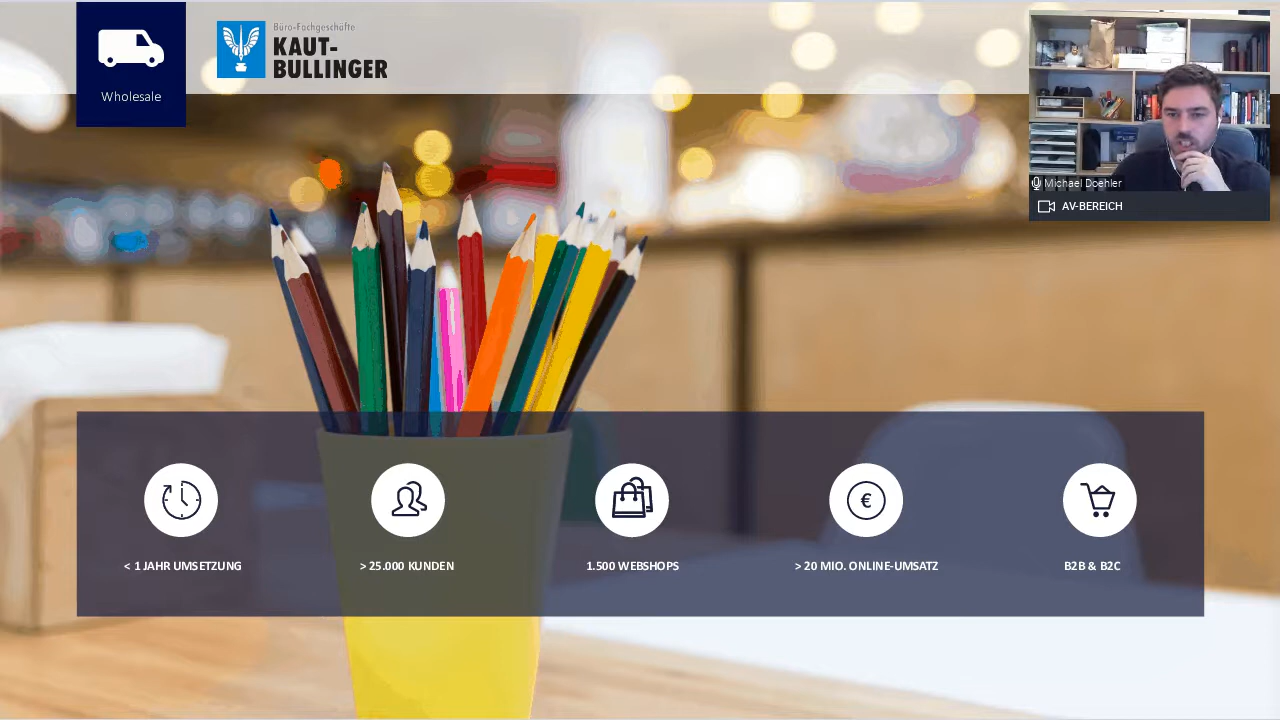 Wholesale
Büro-Fachgeschäfte
KAUT-
BULLINGER
Michael Doehler
AV-BEREICH
€
< 1 JAHR UMSETZUNG
> 25.000 KUNDEN
1.500 WEBSHOPS
> 20 MIO. ONLINE-UMSATZ
B2B & B2C